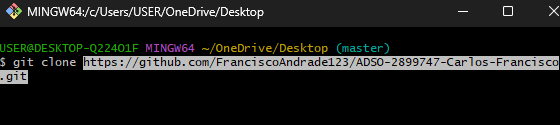 MINGW64:/c/Users/USER/OneDrive/Desktop
USER@DESKTOP-Q22401F MINGW64 ~/OneDrive/Desktop (master)
$ git clone https://github.com/FranciscoAndrade123/ADSO-2899747-Carlos-Francisco
.git